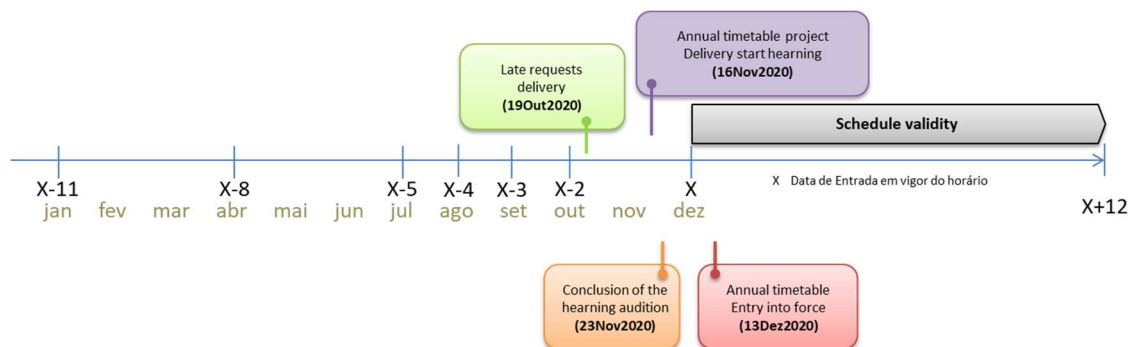 Annual timetable project
Delivery start hearning
(16Nov2020)
Late requests
delivery
(19Out2020)
Schedule validity
X-11 X-8 X-5 X-4 X-3 X-2 X
X Data de Entrada em vigor do horário
jan fev mar abr mai jun jul ago set out nov dez
X+12
Conclusion of the
hearning audition
(23Nov2020)
Annual timetable
Entry into force
(13Dez2020)